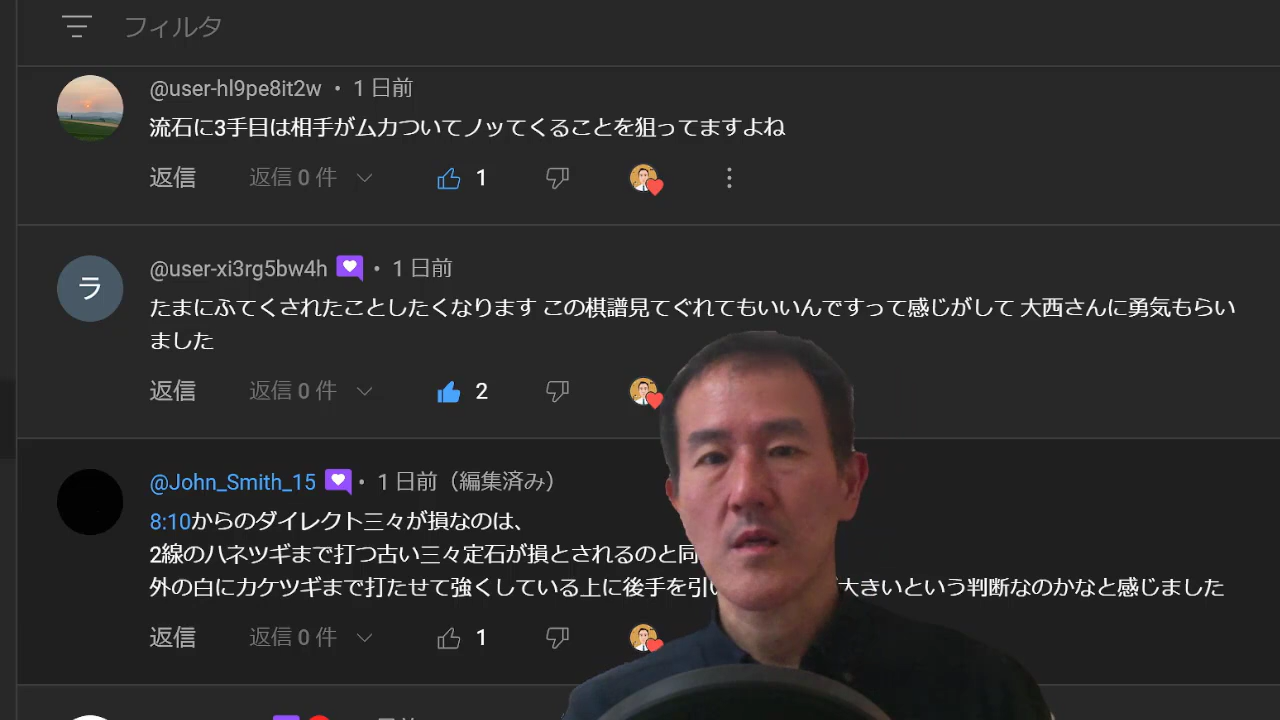 フィルタ
@user-hl9pe8it2w • 1 日前
流石に3手目は相手がムカついてノッてくることを狙ってますよね
返信 返信 0 件 1
ラ
@user-xi3rg5bw4h • 1 日前
たまにふてくされたことしたくなります この棋譜見てぐれてもいいんですって感じがして 大西さんに勇気もらい
ました
返信 返信 0 件 2
@John_Smith_15 • 1 日前（編集済み）
8:10からのダイレクト三々が損なのは、
2線のハネツギまで打つ古い三々定石が損とされるのと同
外の白にカケツギまで打たせて強くしている上に後手を引 大きいという判断なのかなと感じました
返信 返信 0 件 1